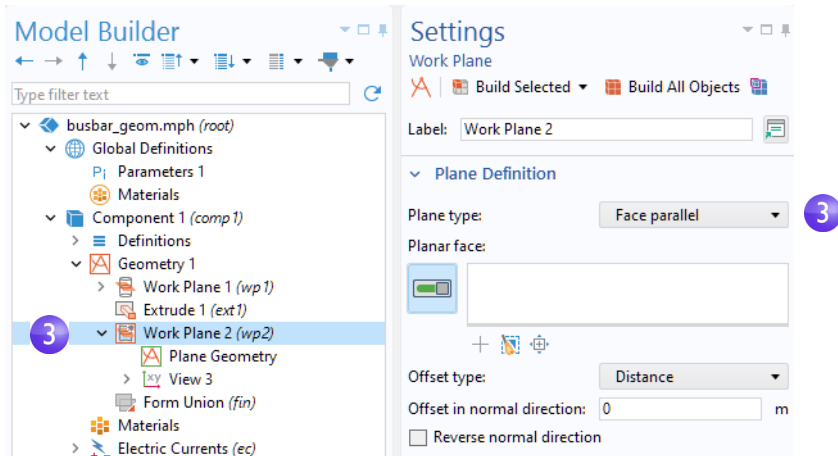 Model Builder
Type filter text
busbar_geom.mph (root)
Global Definitions
Pi Parameters 1
Materials
Component 1 (comp1)
Definitions
Geometry 1
Work Plane 1 (wp1)
Extrude 1 (ext1)
3 Work Plane 2 (wp2)
Plane Geometry
xy View 3
Form Union (fin)
Materials
Electric Currents (ec)
Settings
Work Plane
Build Selected Build All Objects
Label: Work Plane 2
Plane Definition
Plane type: Face parallel 3
Planar face:
Offset type: Distance
Offset in normal direction: 0 m
Reverse normal direction